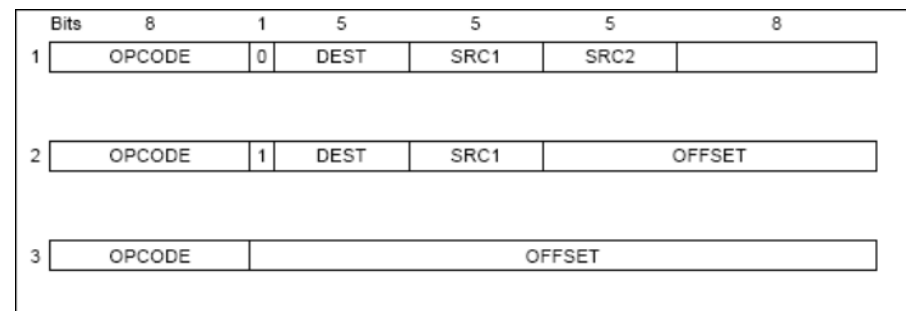 Bits 8 1 5 5 5 8
1 OPCODE 0 DEST SRC1 SRC2
2 OPCODE 1 DEST SRC1 OFFSET
3 OPCODE OFFSET